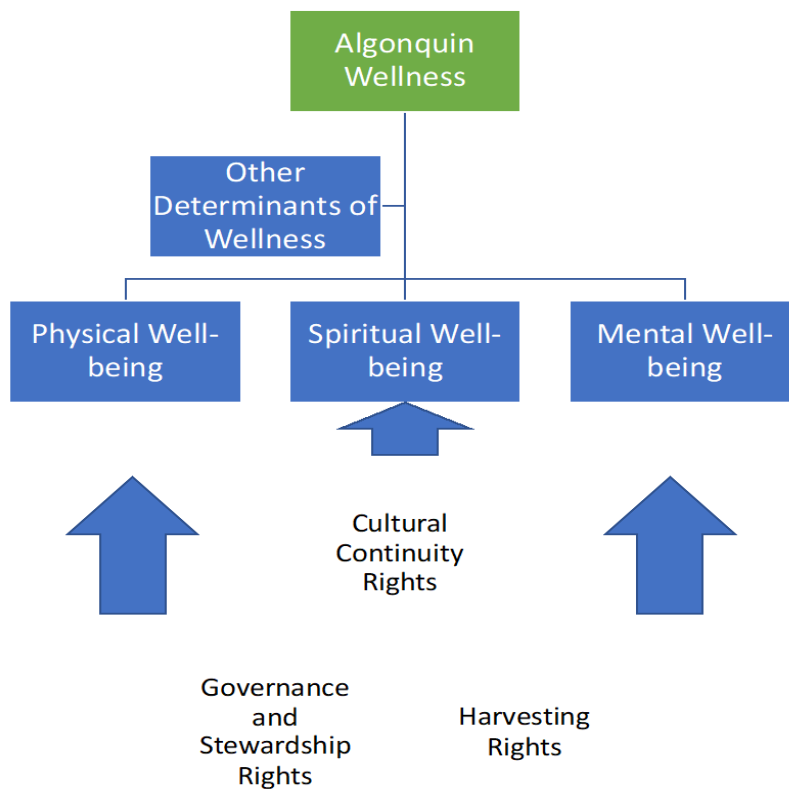 Algonquin
Wellness
Other
Determinants of
Wellness
Physical Well-
being
Spiritual Well-
being
Mental Well-
being
Cultural
Continuity
Rights
Governance
and
Stewardship
Rights
Harvesting
Rights